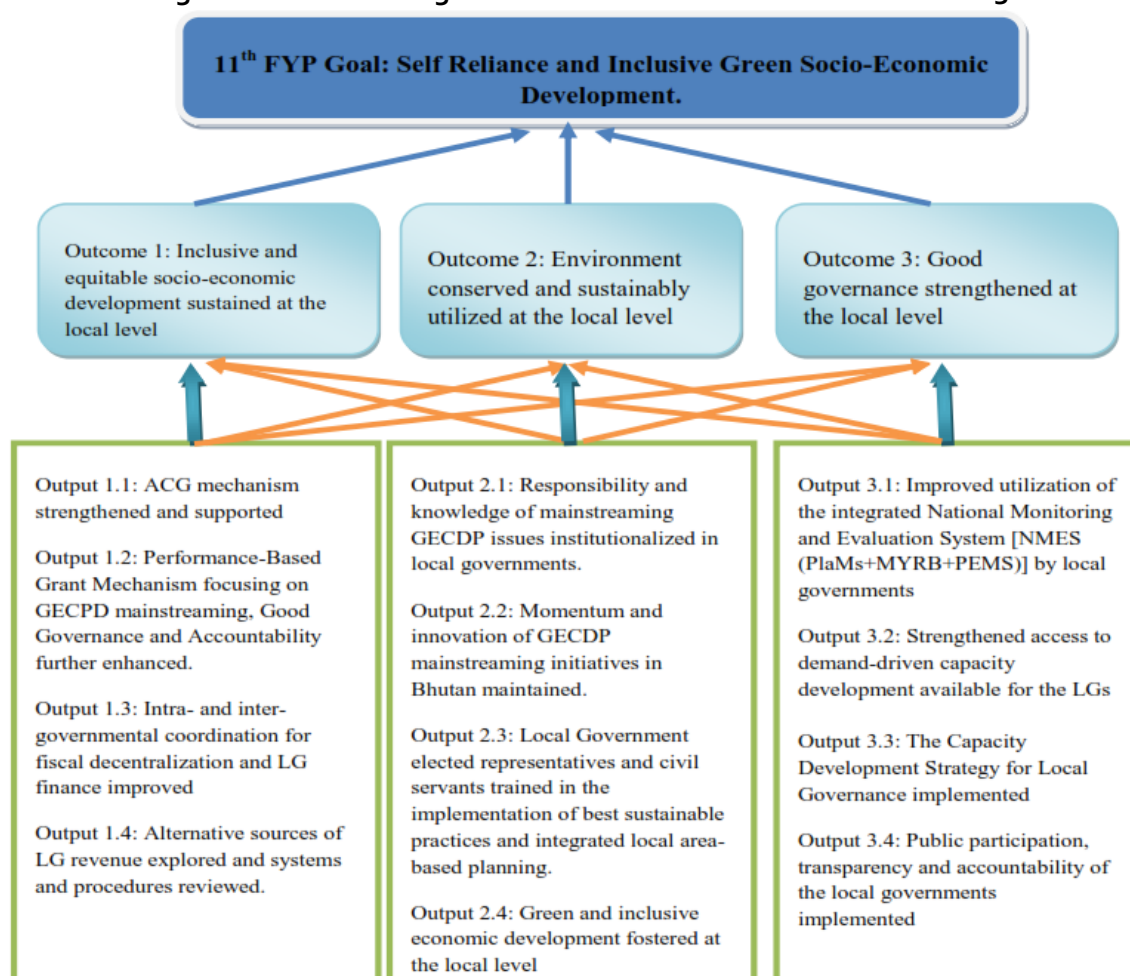 11th FYP Goal: Self Reliance and Inclusive Green Socio-Economic
Development.
Outcome 1: Inclusive and
equitable socio-economic
development sustained at the
local level
Outcome 2: Environment
conserved and sustainably
utilized at the local level
Outcome 3: Good
governance strengthened at
the local level
Output 1.1: ACG mechanism
strengthened and supported
Output 1.2: Performance-Based
Grant Mechanism focusing on
GECPD mainstreaming, Good
Governance and Accountability
further enhanced.
Output 1.3: Intra- and inter-
governmental coordination for
fiscal decentralization and LG
finance improved
Output 1.4: Alternative sources of
LG revenue explored and systems
and procedures reviewed.
Output 2.1: Responsibility and
knowledge of mainstreaming
GECDP issues institutionalized in
local governments.
Output 2.2: Momentum and
innovation of GECDP
mainstreaming initiatives in
Bhutan maintained.
Output 2.3: Local Government
elected representatives and civil
servants trained in the
implementation of best sustainable
practices and integrated local area-
based planning.
Output 2.4: Green and inclusive
economic development fostered at
the local level
Output 3.1: Improved utilization of
the integrated National Monitoring
and Evaluation System [NMES
(PlaMs+MYRB+PEMS)] by local
governments
Output 3.2: Strengthened access to
demand-driven capacity
development available for the LGs
Output 3.3: The Capacity
Development Strategy for Local
Governance implemented
Output 3.4: Public participation,
transparency and accountability of
the local governments
implemented